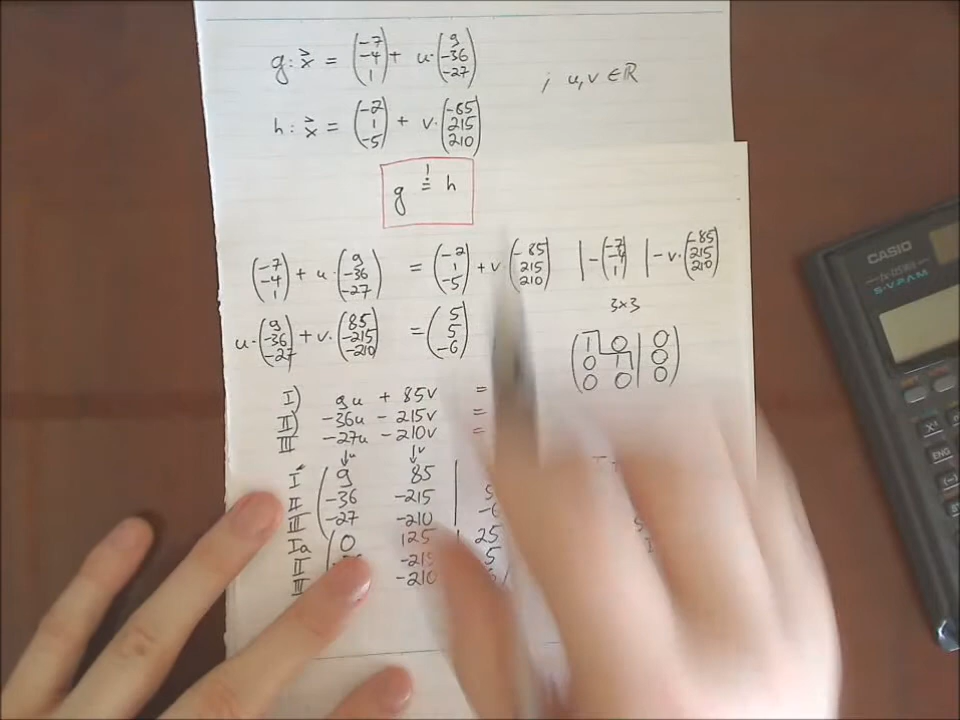 g: x⃗ = (-7 -4 1) + u· (9 -36 -27)
; u,v ∈ ℝ
h: x⃗ = (-2 1 -5) + v· (-85 215 210)
g ≐ h
(-7 -4 1) + u· (9 -36 -27) = (-2 1 -5) + v· (-85 215 210) | - (-7 -4 1) | - v· (-85 215 210)
3×3
u· (9 -36 -27) + v· (85 -215 -210) = (5 5 -6)
(1 0 | 0
0 1 | 0
0 0 | 0)
I) 9u + 85v =
II) -36u - 215v =
III -27u - 210v =
↓u ↓v
I (9 85 |
II -36 -215 | 5
III -27 -210 | -6
Ia (0 125 | 25
II -215 5
III -210
CASIO
S-V.P.A.M.
ENG
(-)